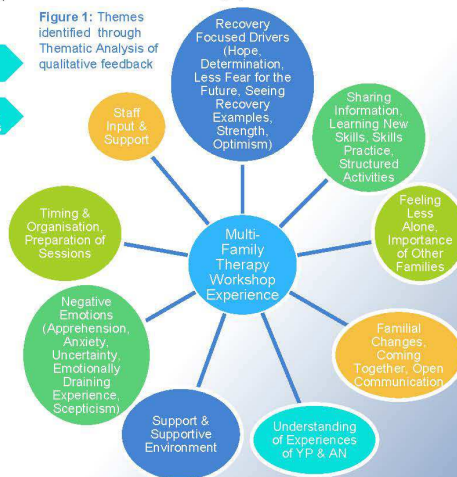 Figure 1: Themes
identified through
Thematic Analysis of
qualitative feedback
Recovery
Focused Drivers
(Hope,
Determination,
Less Fear for the
Future, Seeing
Recovery
Examples,
Strength,
Optimism)
Sharing
Information,
Learning New
Skills, Skills
Practice,
Structured
Activities
Feeling
Less
Alone,
Importance
of Other
Families
Familial
Changes,
Coming
Together, Open
Communication
Understanding
of Experiences
of YP & AN
Support &
Supportive
Environment
Negative
Emotions
(Apprehension,
Anxiety,
Uncertainty,
Emotionally
Draining
Experience,
Scepticism)
Timing &
Organisation,
Preparation of
Sessions
Staff
Input &
Support
Multi-
Family
Therapy
Workshop
Experience